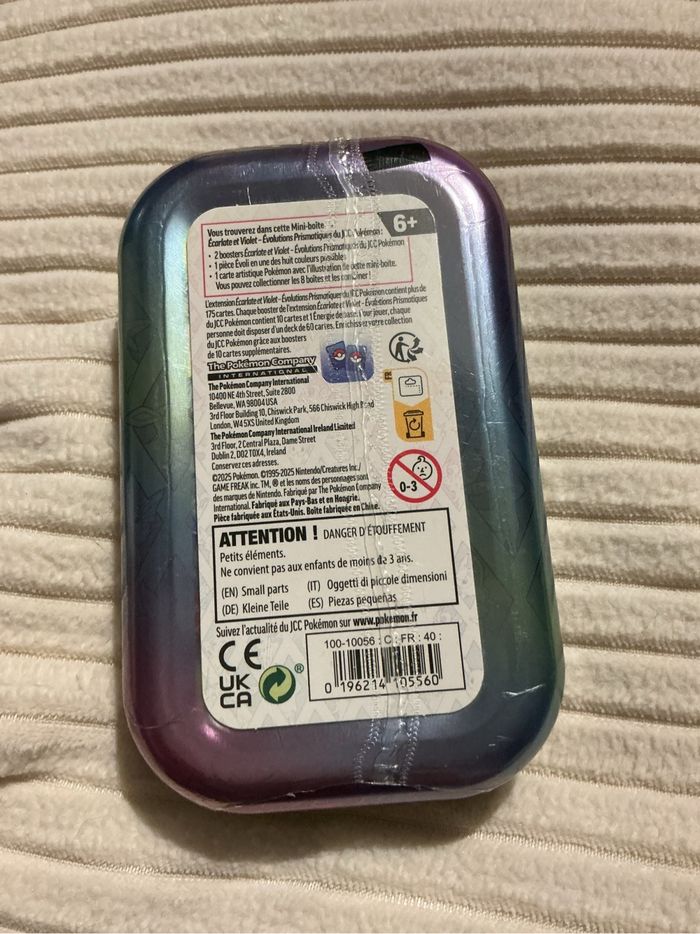 6+
Vous trouverez dans cette Mini-boîte
Écarlate et Violet – Évolutions Prismatiques du JCC Pokémon :
• 2 boosters Écarlate et Violet – Évolutions Prismatiques du JCC Pokémon
• 1 pièce Évoli en une des huit couleurs possibles
• 1 carte artistique Pokémon avec l'illustration de cette mini-boîte.
Vous pouvez collectionner les 8 boîtes et les combiner !
L'extension Écarlate et Violet – Évolutions Prismatiques du JCC Pokémon contient plus de
175 cartes. Chaque booster de l'extension Écarlate et Violet – Évolutions Prismatiques
du JCC Pokémon contient 10 cartes et 1 Énergie de base. Pour jouer, chaque
personne doit disposer d'un deck de 60 cartes. Enrichissez votre collection
du JCC Pokémon grâce aux boosters
de 10 cartes supplémentaires.
The Pokémon Company
INTERNATIONAL
The Pokémon Company International
10400 NE 4th Street, Suite 2800
Bellevue, WA 98004 USA
3rd Floor Building 10, Chiswick Park, 566 Chiswick High Road
London, W4 5XS United Kingdom
The Pokémon Company International Ireland Limited
3rd Floor, 2 Central Plaza, Dame Street
Dublin 2, D02 T0X4, Ireland
Conservez ces adresses.
©2025 Pokémon. ©1995-2025 Nintendo/Creatures Inc./
GAME FREAK inc. TM, ® et les noms des personnages sont
des marques de Nintendo. Fabriqué par The Pokémon Company
International. Fabriqué aux Pays-Bas et en Hongrie.
Pièce fabriquée aux États-Unis. Boîte fabriquée en Chine.
FR
0-3
ATTENTION ! DANGER D'ÉTOUFFEMENT
Petits éléments.
Ne convient pas aux enfants de moins de 3 ans.
(EN) Small parts (IT) Oggetti di piccole dimensioni
(DE) Kleine Teile (ES) Piezas pequeñas
Suivez l'actualité du JCC Pokémon sur www.pokemon.fr
CE
UK
CA
®
100-10056 : C : FR : 40 :
0 196214 105560